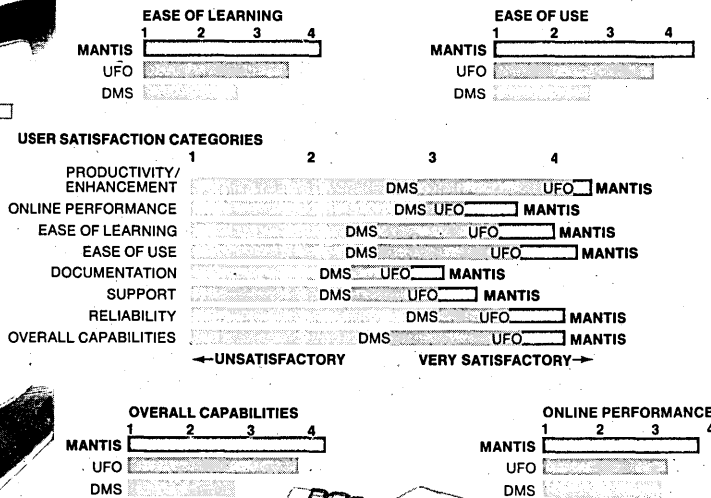 EASE OF LEARNING
1 2 3 4
MANTIS
UFO
DMS
EASE OF USE
1 2 3 4
MANTIS
UFO
DMS
USER SATISFACTION CATEGORIES
1 2 3 4
PRODUCTIVITY/
ENHANCEMENT DMS UFO MANTIS
ONLINE PERFORMANCE DMS UFO MANTIS
EASE OF LEARNING DMS UFO MANTIS
EASE OF USE DMS UFO MANTIS
DOCUMENTATION DMS UFO MANTIS
SUPPORT DMS UFO MANTIS
RELIABILITY DMS UFO MANTIS
OVERALL CAPABILITIES DMS UFO MANTIS
←UNSATISFACTORY VERY SATISFACTORY→
OVERALL CAPABILITIES
1 2 3 4
MANTIS
UFO
DMS
ONLINE PERFORMANCE
1 2 3 4
MANTIS
UFO
DMS